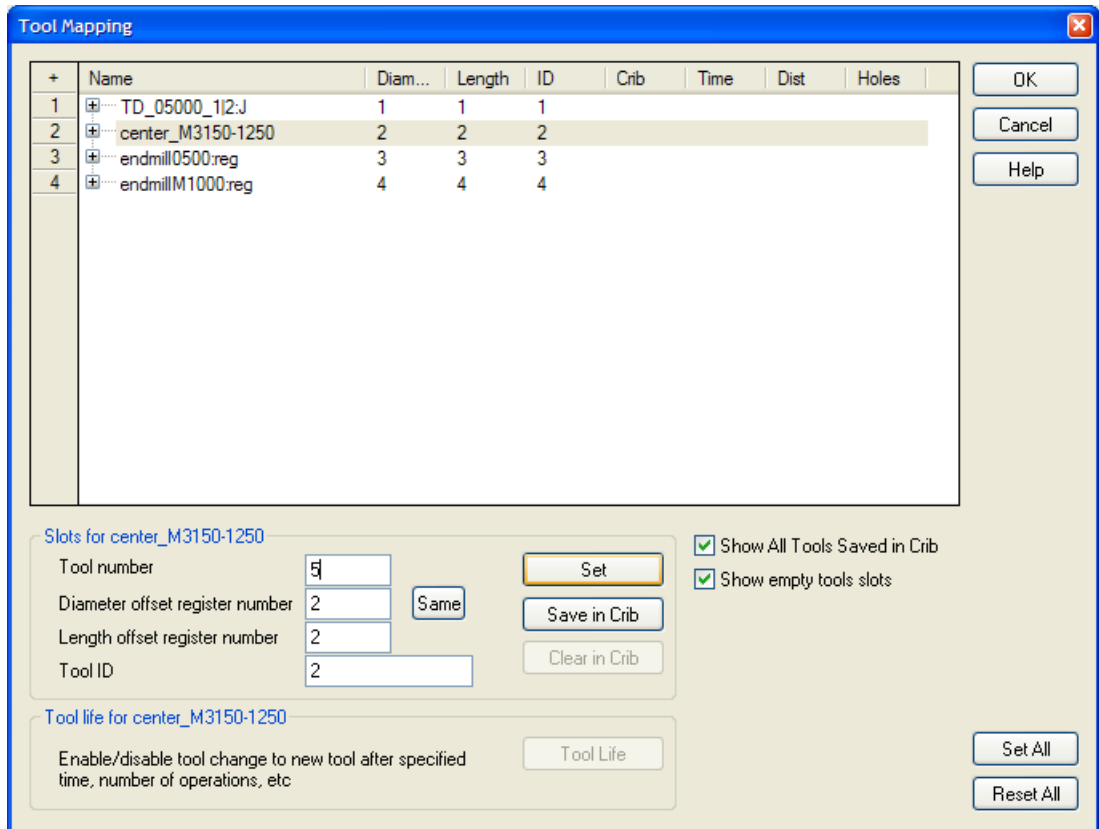 Tool Mapping
+ Name Diam... Length ID Crib Time Dist Holes
1 TD_05000_1|2:J 1 1 1
2 center_M3150-1250 2 2 2
3 endmill0500:reg 3 3 3
4 endmillM1000:reg 4 4 4
OK
Cancel
Help
Slots for center_M3150-1250
Tool number 5
Diameter offset register number 2
Length offset register number 2
Tool ID 2
Same
Set
Save in Crib
Clear in Crib
Show All Tools Saved in Crib
Show empty tools slots
Tool life for center_M3150-1250
Enable/disable tool change to new tool after specified
time, number of operations, etc
Tool Life
Set All
Reset All